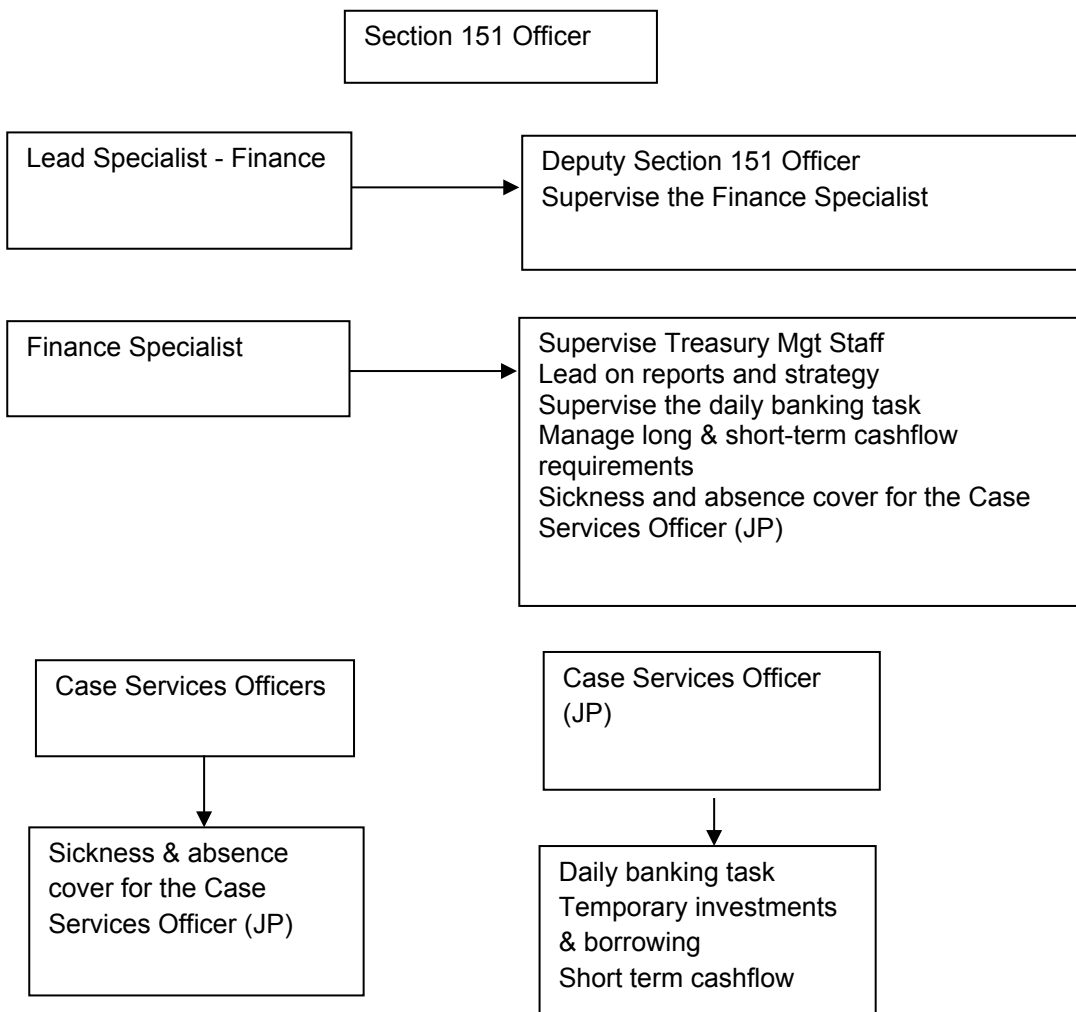 Section 151 Officer
Lead Specialist - Finance
Deputy Section 151 Officer
Supervise the Finance Specialist
Finance Specialist
Supervise Treasury Mgt Staff
Lead on reports and strategy
Supervise the daily banking task
Manage long & short-term cashflow
requirements
Sickness and absence cover for the Case
Services Officer (JP)
Case Services Officers
Case Services Officer
(JP)
Sickness & absence
cover for the Case
Services Officer (JP)
Daily banking task
Temporary investments
& borrowing
Short term cashflow